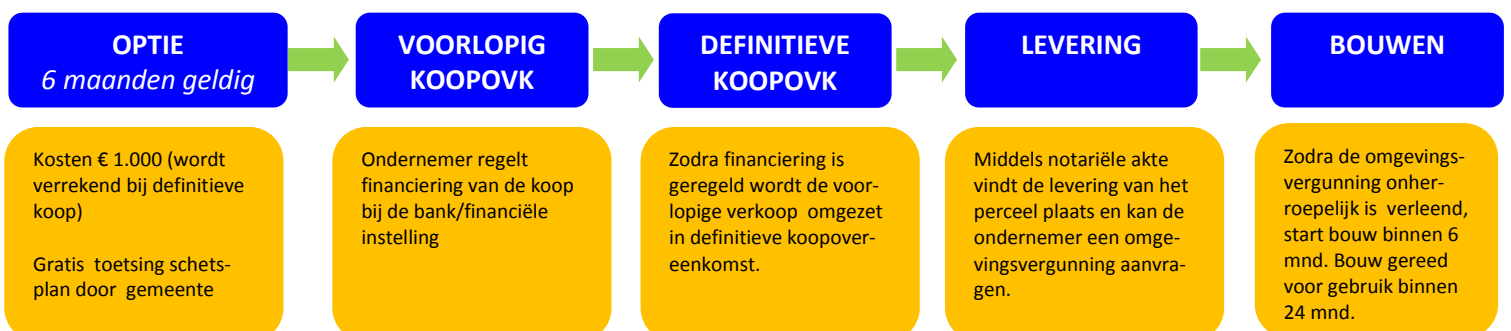 OPTIE
6 maanden geldig
VOORLOPIG
KOOPOVK
DEFINITIEVE
KOOPOVK
LEVERING
BOUWEN
Kosten € 1.000 (wordt
verrekend bij definitieve
koop)
Gratis toetsing schets-
plan door gemeente
Ondernemer regelt
financiering van de koop
bij de bank/financiële
instelling
Zodra financiering is
geregeld wordt de voor-
lopige verkoop omgezet
in definitieve koopover-
eenkomst.
Middels notariële akte
vindt de levering van het
perceel plaats en kan de
ondernemer een omge-
vingsvergunning aanvra-
gen.
Zodra de omgevings-
vergunning onher-
roepelijk is verleend,
start bouw binnen 6
mnd. Bouw gereed
voor gebruik binnen
24 mnd.